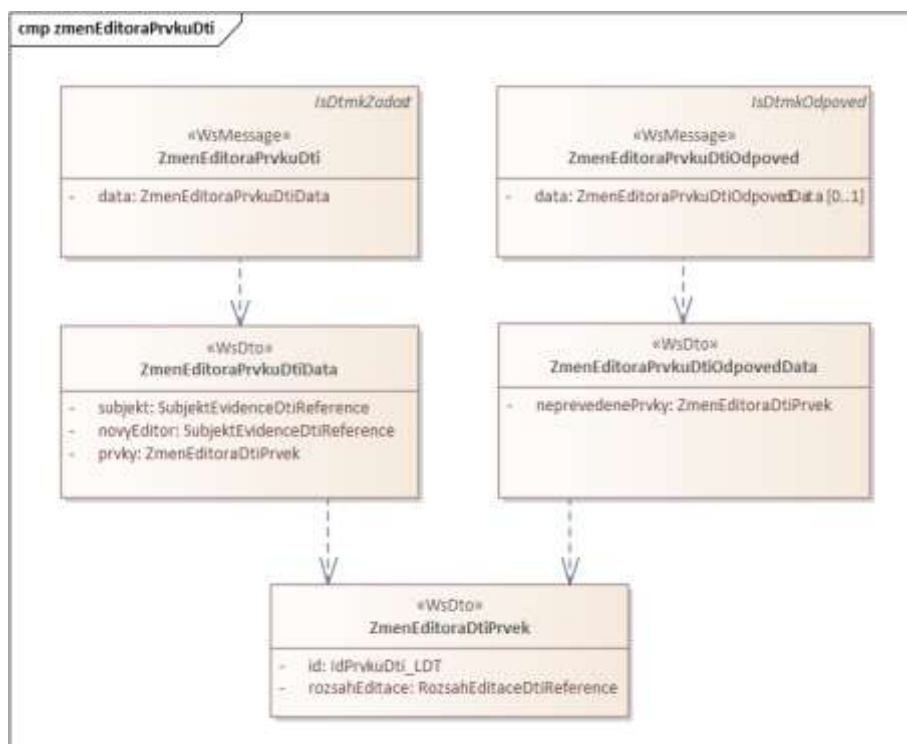 cmp zmenEditoraPrvkuDti
IsDtmkZadost
«WsMessage»
ZmenEditoraPrvkuDti
- data: ZmenEditoraPrvkuDtiData
IsDtmkOdpoved
«WsMessage»
ZmenEditoraPrvkuDtiOdpoved
- data: ZmenEditoraPrvkuDtiOdpovedData [0..1]
«WsDto»
ZmenEditoraPrvkuDtiData
- subjekt: SubjektEvidenceDtiReference
- novyEditor: SubjektEvidenceDtiReference
- prvky: ZmenEditoraDtiPrvek
«WsDto»
ZmenEditoraPrvkuDtiOdpovedData
- neprevedenePrvky: ZmenEditoraDtiPrvek
«WsDto»
ZmenEditoraDtiPrvek
- id: IdPrvkuDti_LDT
- rozsahEditace: RozsahEditaceDtiReference